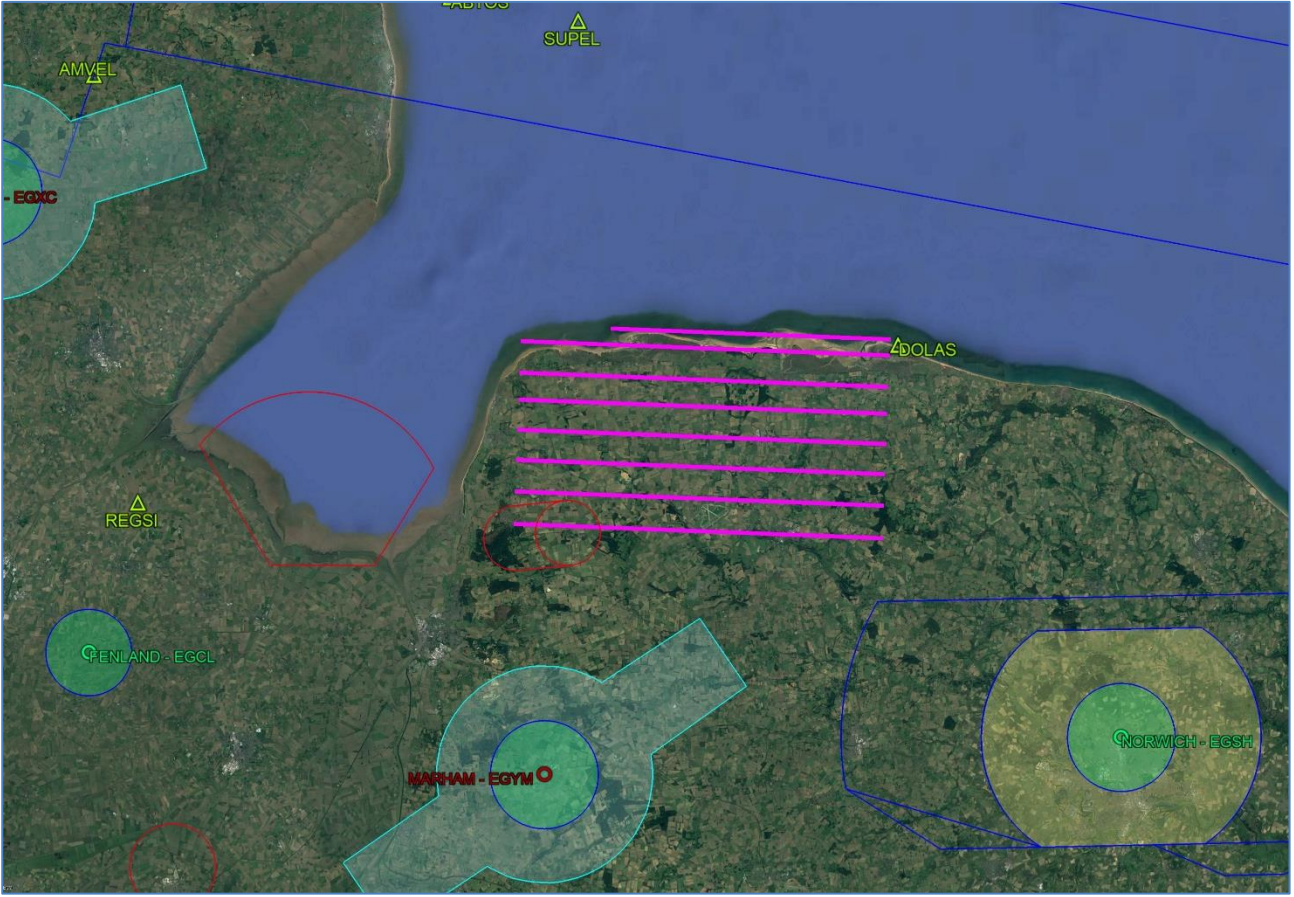 SUPEL
AMVEL
- EGXC
DOLAS
REGSI
FENLAND - EGCL
NORWICH - EGSH
MARHAM - EGYM